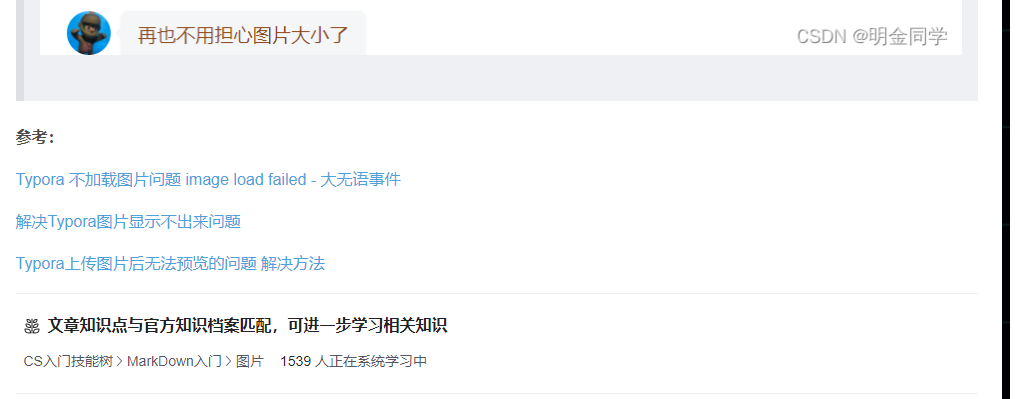 再也不用担心图片大小了
CSDN @明金同学
参考：
Typora 不加载图片问题 image load failed - 大无语事件
解决Typora图片显示不出来问题
Typora上传图片后无法预览的问题 解决方法
文章知识点与官方知识档案匹配，可进一步学习相关知识
CS入门技能树 > MarkDown入门 > 图片 1539 人正在系统学习中